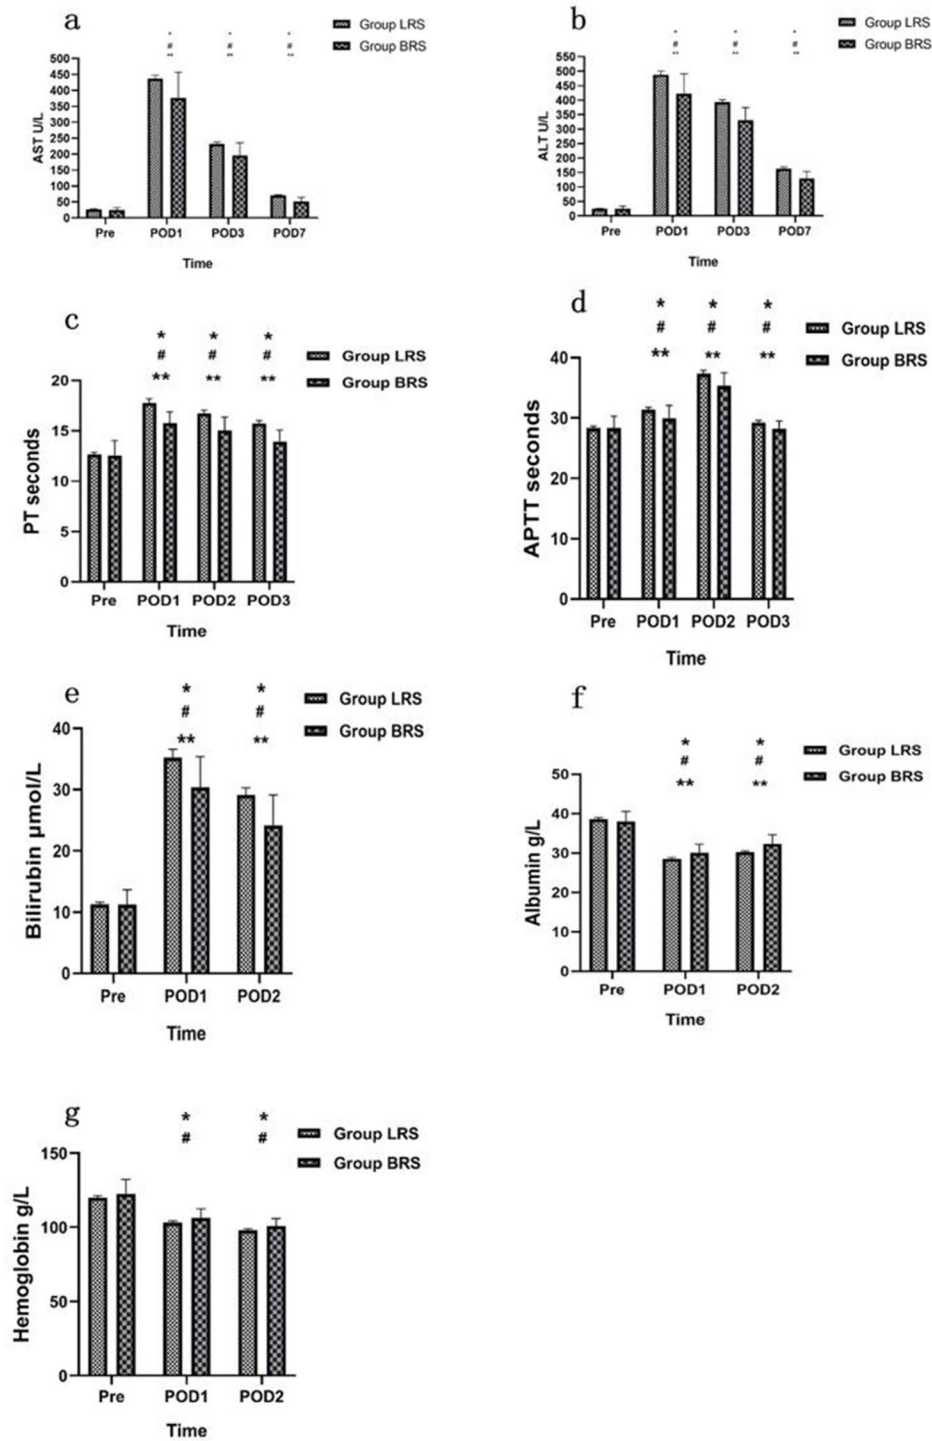 a
Group LRS
Group BRS
* * *
# # #
** ** **
AST U/L
500
450
400
350
300
250
200
150
100
50
0
Pre POD1 POD3 POD7
Time
b
Group LRS
Group BRS
* * *
# # #
** ** **
ALT U/L
550
500
450
400
350
300
250
200
150
100
50
0
Pre POD1 POD3 POD7
Time
c
Group LRS
Group BRS
* * *
# # #
** ** **
PT seconds
20
15
10
5
0
Pre POD1 POD2 POD3
Time
d
Group LRS
Group BRS
* * *
# # #
** ** **
APTT seconds
40
30
20
10
0
Pre POD1 POD2 POD3
Time
e
Group LRS
Group BRS
* *
# #
** **
Bilirubin µmol/L
40
30
20
10
0
Pre POD1 POD2
Time
f
Group LRS
Group BRS
* *
# #
** **
Albumin g/L
50
40
30
20
10
0
Pre POD1 POD2
Time
g
Group LRS
Group BRS
* *
# #
Hemoglobin g/L
150
100
50
0
Pre POD1 POD2
Time